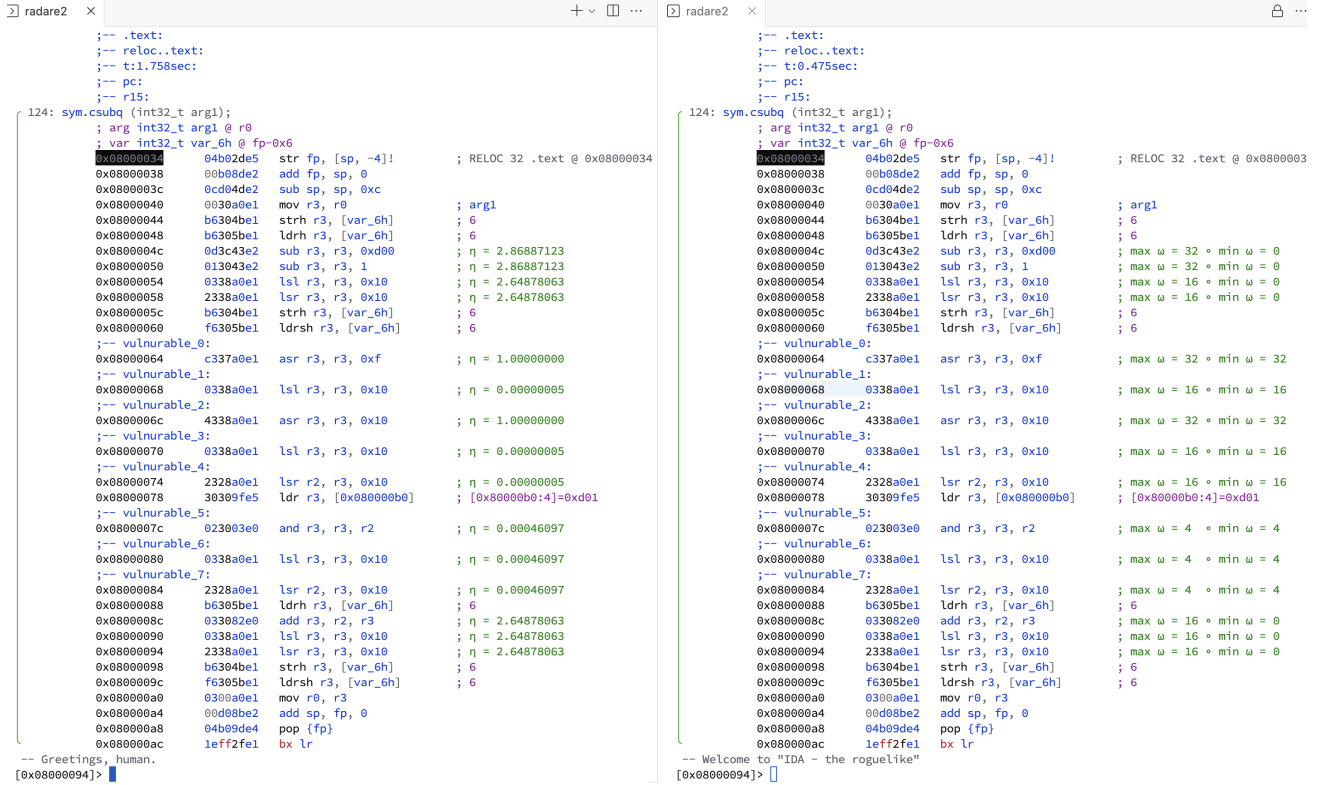 radare2
;-- .text:
;-- reloc..text:
;-- t:1.758sec:
;-- pc:
;-- r15:
124: sym.csubq (int32_t arg1);
; arg int32_t arg1 @ r0
; var int32_t var_6h @ fp-0x6
0x08000034 04b02de5 str fp, [sp, -4]! ; RELOC 32 .text @ 0x08000034
0x08000038 00b08de2 add fp, sp, 0
0x0800003c 0cd04de2 sub sp, sp, 0xc
0x08000040 0030a0e1 mov r3, r0 ; arg1
0x08000044 b6304be1 strh r3, [var_6h] ; 6
0x08000048 b6305be1 ldrh r3, [var_6h] ; 6
0x0800004c 0d3c43e2 sub r3, r3, 0xd00 ; η = 2.86887123
0x08000050 013043e2 sub r3, r3, 1 ; η = 2.86887123
0x08000054 0338a0e1 lsl r3, r3, 0x10 ; η = 2.64878063
0x08000058 2338a0e1 lsr r3, r3, 0x10 ; η = 2.64878063
0x0800005c b6304be1 strh r3, [var_6h] ; 6
0x08000060 f6305be1 ldrsh r3, [var_6h] ; 6
;-- vulnurable_0:
0x08000064 c337a0e1 asr r3, r3, 0xf ; η = 1.00000000
;-- vulnurable_1:
0x08000068 0338a0e1 lsl r3, r3, 0x10 ; η = 0.00000005
;-- vulnurable_2:
0x0800006c 4338a0e1 asr r3, r3, 0x10 ; η = 1.00000000
;-- vulnurable_3:
0x08000070 0338a0e1 lsl r3, r3, 0x10 ; η = 0.00000005
;-- vulnurable_4:
0x08000074 2328a0e1 lsr r2, r3, 0x10 ; η = 0.00000005
0x08000078 30309fe5 ldr r3, [0x080000b0] ; [0x80000b0:4]=0xd01
;-- vulnurable_5:
0x0800007c 023003e0 and r3, r3, r2 ; η = 0.00046097
;-- vulnurable_6:
0x08000080 0338a0e1 lsl r3, r3, 0x10 ; η = 0.00046097
;-- vulnurable_7:
0x08000084 2328a0e1 lsr r2, r3, 0x10 ; η = 0.00046097
0x08000088 b6305be1 ldrh r3, [var_6h] ; 6
0x0800008c 033082e0 add r3, r2, r3 ; η = 2.64878063
0x08000090 0338a0e1 lsl r3, r3, 0x10 ; η = 2.64878063
0x08000094 2338a0e1 lsr r3, r3, 0x10 ; η = 2.64878063
0x08000098 b6304be1 strh r3, [var_6h] ; 6
0x0800009c f6305be1 ldrsh r3, [var_6h] ; 6
0x080000a0 0300a0e1 mov r0, r3
0x080000a4 00d08be2 add sp, fp, 0
0x080000a8 04b09de4 pop {fp}
0x080000ac 1eff2fe1 bx lr
-- Greetings, human.
[0x08000094]>
radare2
;-- .text:
;-- reloc..text:
;-- t:0.475sec:
;-- pc:
;-- r15:
124: sym.csubq (int32_t arg1);
; arg int32_t arg1 @ r0
; var int32_t var_6h @ fp-0x6
0x08000034 04b02de5 str fp, [sp, -4]! ; RELOC 32 .text @ 0x0800003
0x08000038 00b08de2 add fp, sp, 0
0x0800003c 0cd04de2 sub sp, sp, 0xc
0x08000040 0030a0e1 mov r3, r0 ; arg1
0x08000044 b6304be1 strh r3, [var_6h] ; 6
0x08000048 b6305be1 ldrh r3, [var_6h] ; 6
0x0800004c 0d3c43e2 sub r3, r3, 0xd00 ; max ω = 32 ∘ min ω = 0
0x08000050 013043e2 sub r3, r3, 1 ; max ω = 32 ∘ min ω = 0
0x08000054 0338a0e1 lsl r3, r3, 0x10 ; max ω = 16 ∘ min ω = 0
0x08000058 2338a0e1 lsr r3, r3, 0x10 ; max ω = 16 ∘ min ω = 0
0x0800005c b6304be1 strh r3, [var_6h] ; 6
0x08000060 f6305be1 ldrsh r3, [var_6h] ; 6
;-- vulnurable_0:
0x08000064 c337a0e1 asr r3, r3, 0xf ; max ω = 32 ∘ min ω = 32
;-- vulnurable_1:
0x08000068 0338a0e1 lsl r3, r3, 0x10 ; max ω = 16 ∘ min ω = 16
;-- vulnurable_2:
0x0800006c 4338a0e1 asr r3, r3, 0x10 ; max ω = 32 ∘ min ω = 32
;-- vulnurable_3:
0x08000070 0338a0e1 lsl r3, r3, 0x10 ; max ω = 16 ∘ min ω = 16
;-- vulnurable_4:
0x08000074 2328a0e1 lsr r2, r3, 0x10 ; max ω = 16 ∘ min ω = 16
0x08000078 30309fe5 ldr r3, [0x080000b0] ; [0x80000b0:4]=0xd01
;-- vulnurable_5:
0x0800007c 023003e0 and r3, r3, r2 ; max ω = 4 ∘ min ω = 4
;-- vulnurable_6:
0x08000080 0338a0e1 lsl r3, r3, 0x10 ; max ω = 4 ∘ min ω = 4
;-- vulnurable_7:
0x08000084 2328a0e1 lsr r2, r3, 0x10 ; max ω = 4 ∘ min ω = 4
0x08000088 b6305be1 ldrh r3, [var_6h] ; 6
0x0800008c 033082e0 add r3, r2, r3 ; max ω = 16 ∘ min ω = 0
0x08000090 0338a0e1 lsl r3, r3, 0x10 ; max ω = 16 ∘ min ω = 0
0x08000094 2338a0e1 lsr r3, r3, 0x10 ; max ω = 16 ∘ min ω = 0
0x08000098 b6304be1 strh r3, [var_6h] ; 6
0x0800009c f6305be1 ldrsh r3, [var_6h] ; 6
0x080000a0 0300a0e1 mov r0, r3
0x080000a4 00d08be2 add sp, fp, 0
0x080000a8 04b09de4 pop {fp}
0x080000ac 1eff2fe1 bx lr
-- Welcome to "IDA - the roguelike"
[0x08000094]>